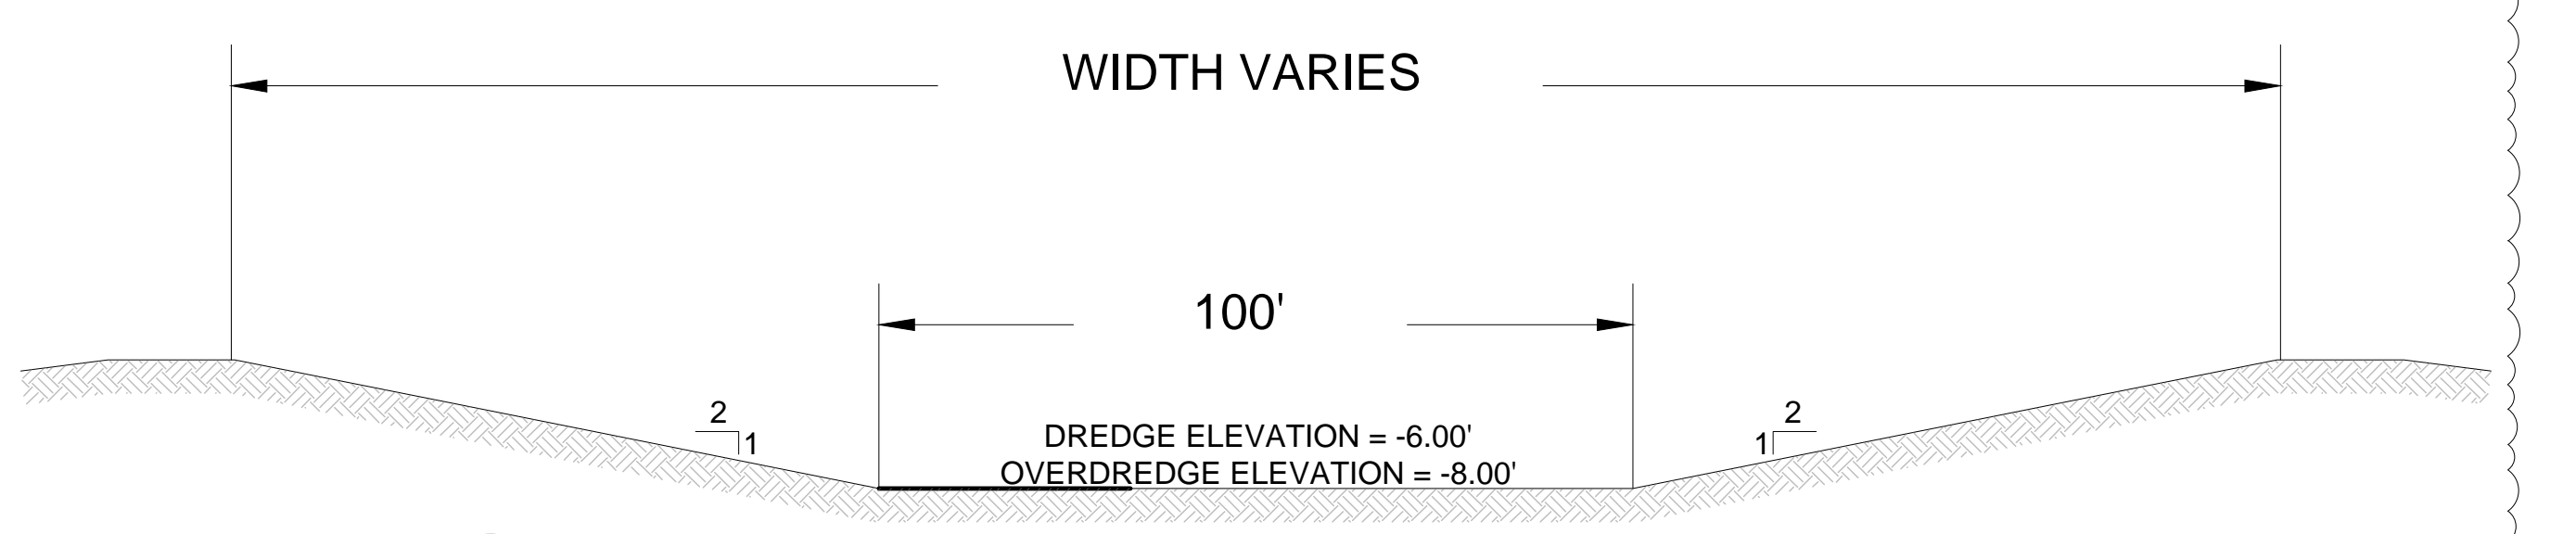 WIDTH VARIES
100'
2
1
2
1
DREDGE ELEVATION = -6.00'
OVERDREDGE ELEVATION = -8.00'